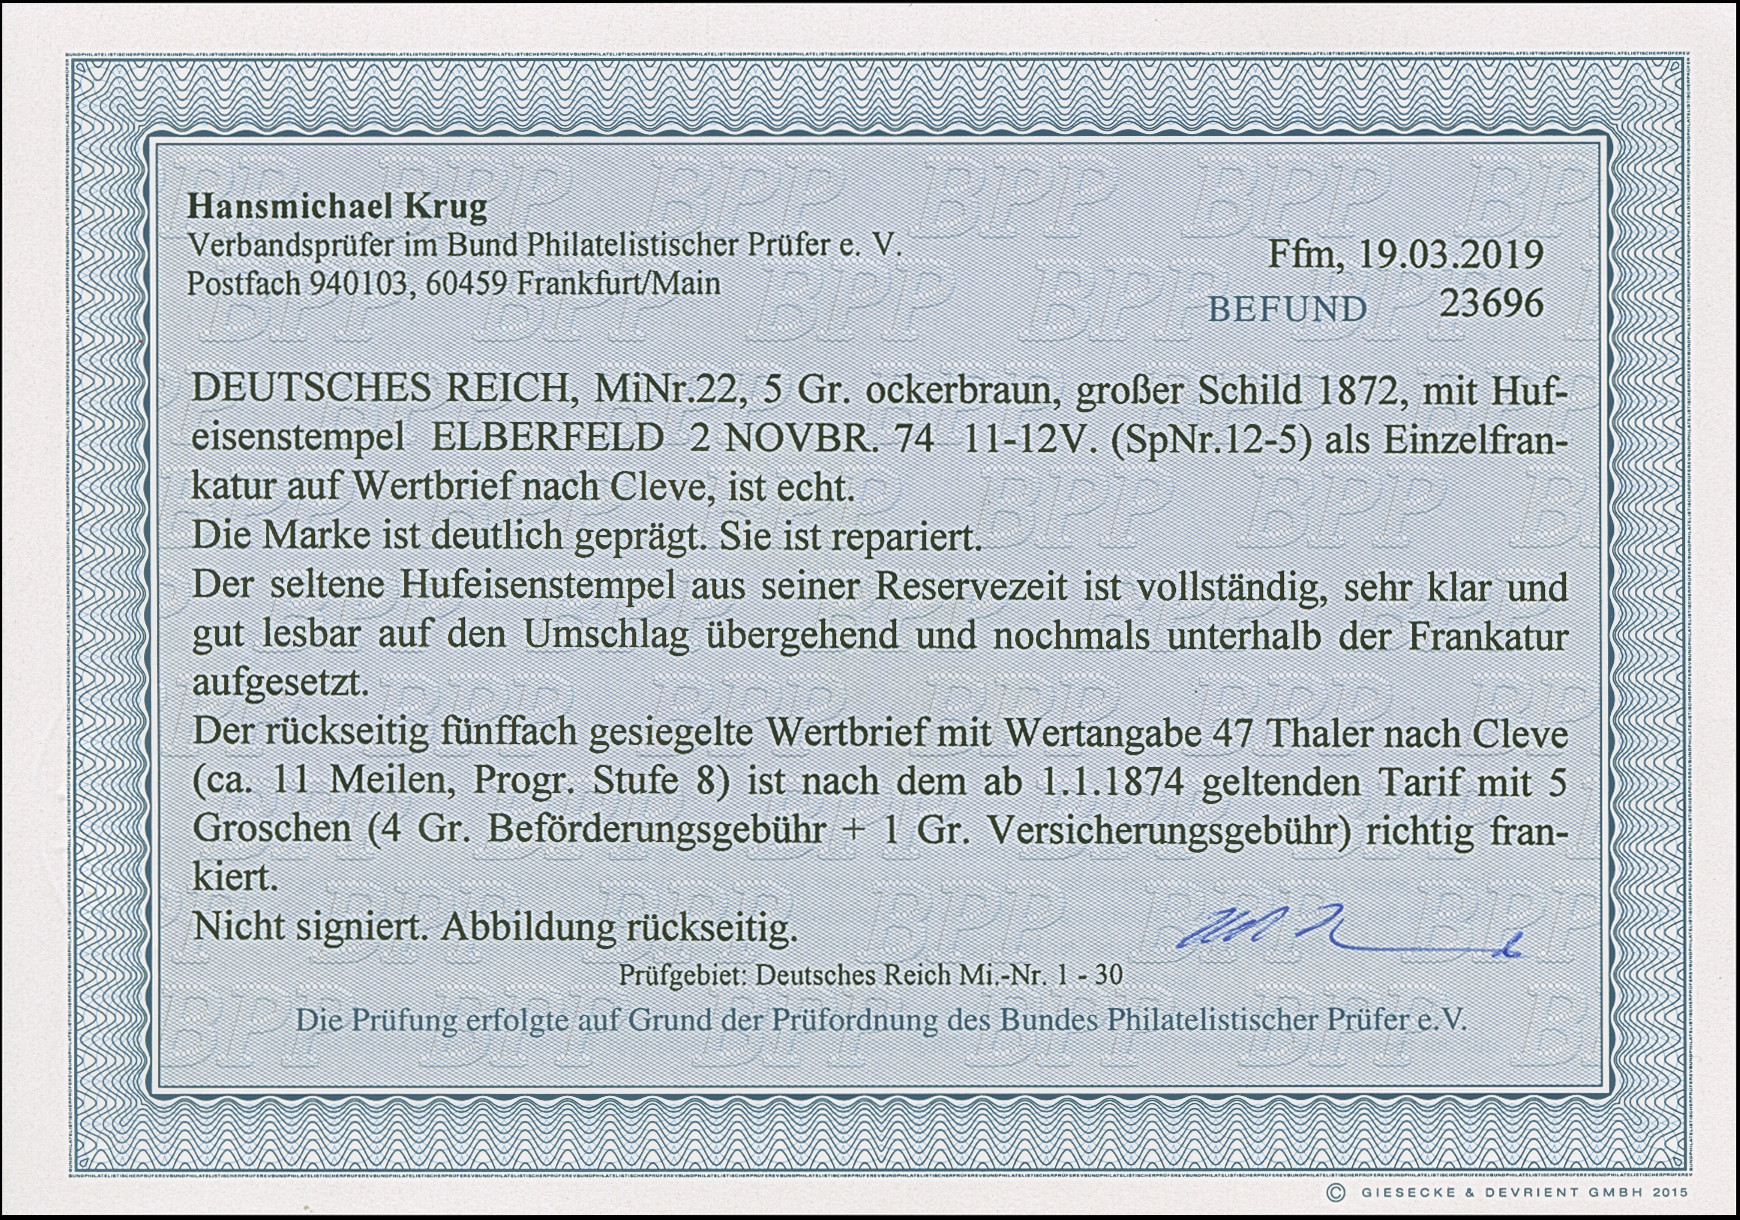 Hansmichael Krug
Verbandsprüfer im Bund Philatelistischer Prüfer e. V.
Postfach 940103, 60459 Frankfurt/Main
Ffm, 19.03.2019
BEFUND 23696
DEUTSCHES REICH, MiNr.22, 5 Gr. ockerbraun, großer Schild 1872, mit Huf-
eisenstempel ELBERFELD 2 NOVBR. 74 11-12V. (SpNr.12-5) als Einzelfran-
katur auf Wertbrief nach Cleve, ist echt.
Die Marke ist deutlich geprägt. Sie ist repariert.
Der seltene Hufeisenstempel aus seiner Reservezeit ist vollständig, sehr klar und
gut lesbar auf den Umschlag übergehend und nochmals unterhalb der Frankatur
aufgesetzt.
Der rückseitig fünffach gesiegelte Wertbrief mit Wertangabe 47 Thaler nach Cleve
(ca. 11 Meilen, Progr. Stufe 8) ist nach dem ab 1.1.1874 geltenden Tarif mit 5
Groschen (4 Gr. Beförderungsgebühr + 1 Gr. Versicherungsgebühr) richtig fran-
kiert.
Nicht signiert. Abbildung rückseitig.
Prüfgebiet: Deutsches Reich Mi.-Nr. 1 - 30
Die Prüfung erfolgte auf Grund der Prüfordnung des Bundes Philatelistischer Prüfer e.V.
© GIESECKE & DEVRIENT GMBH 2015